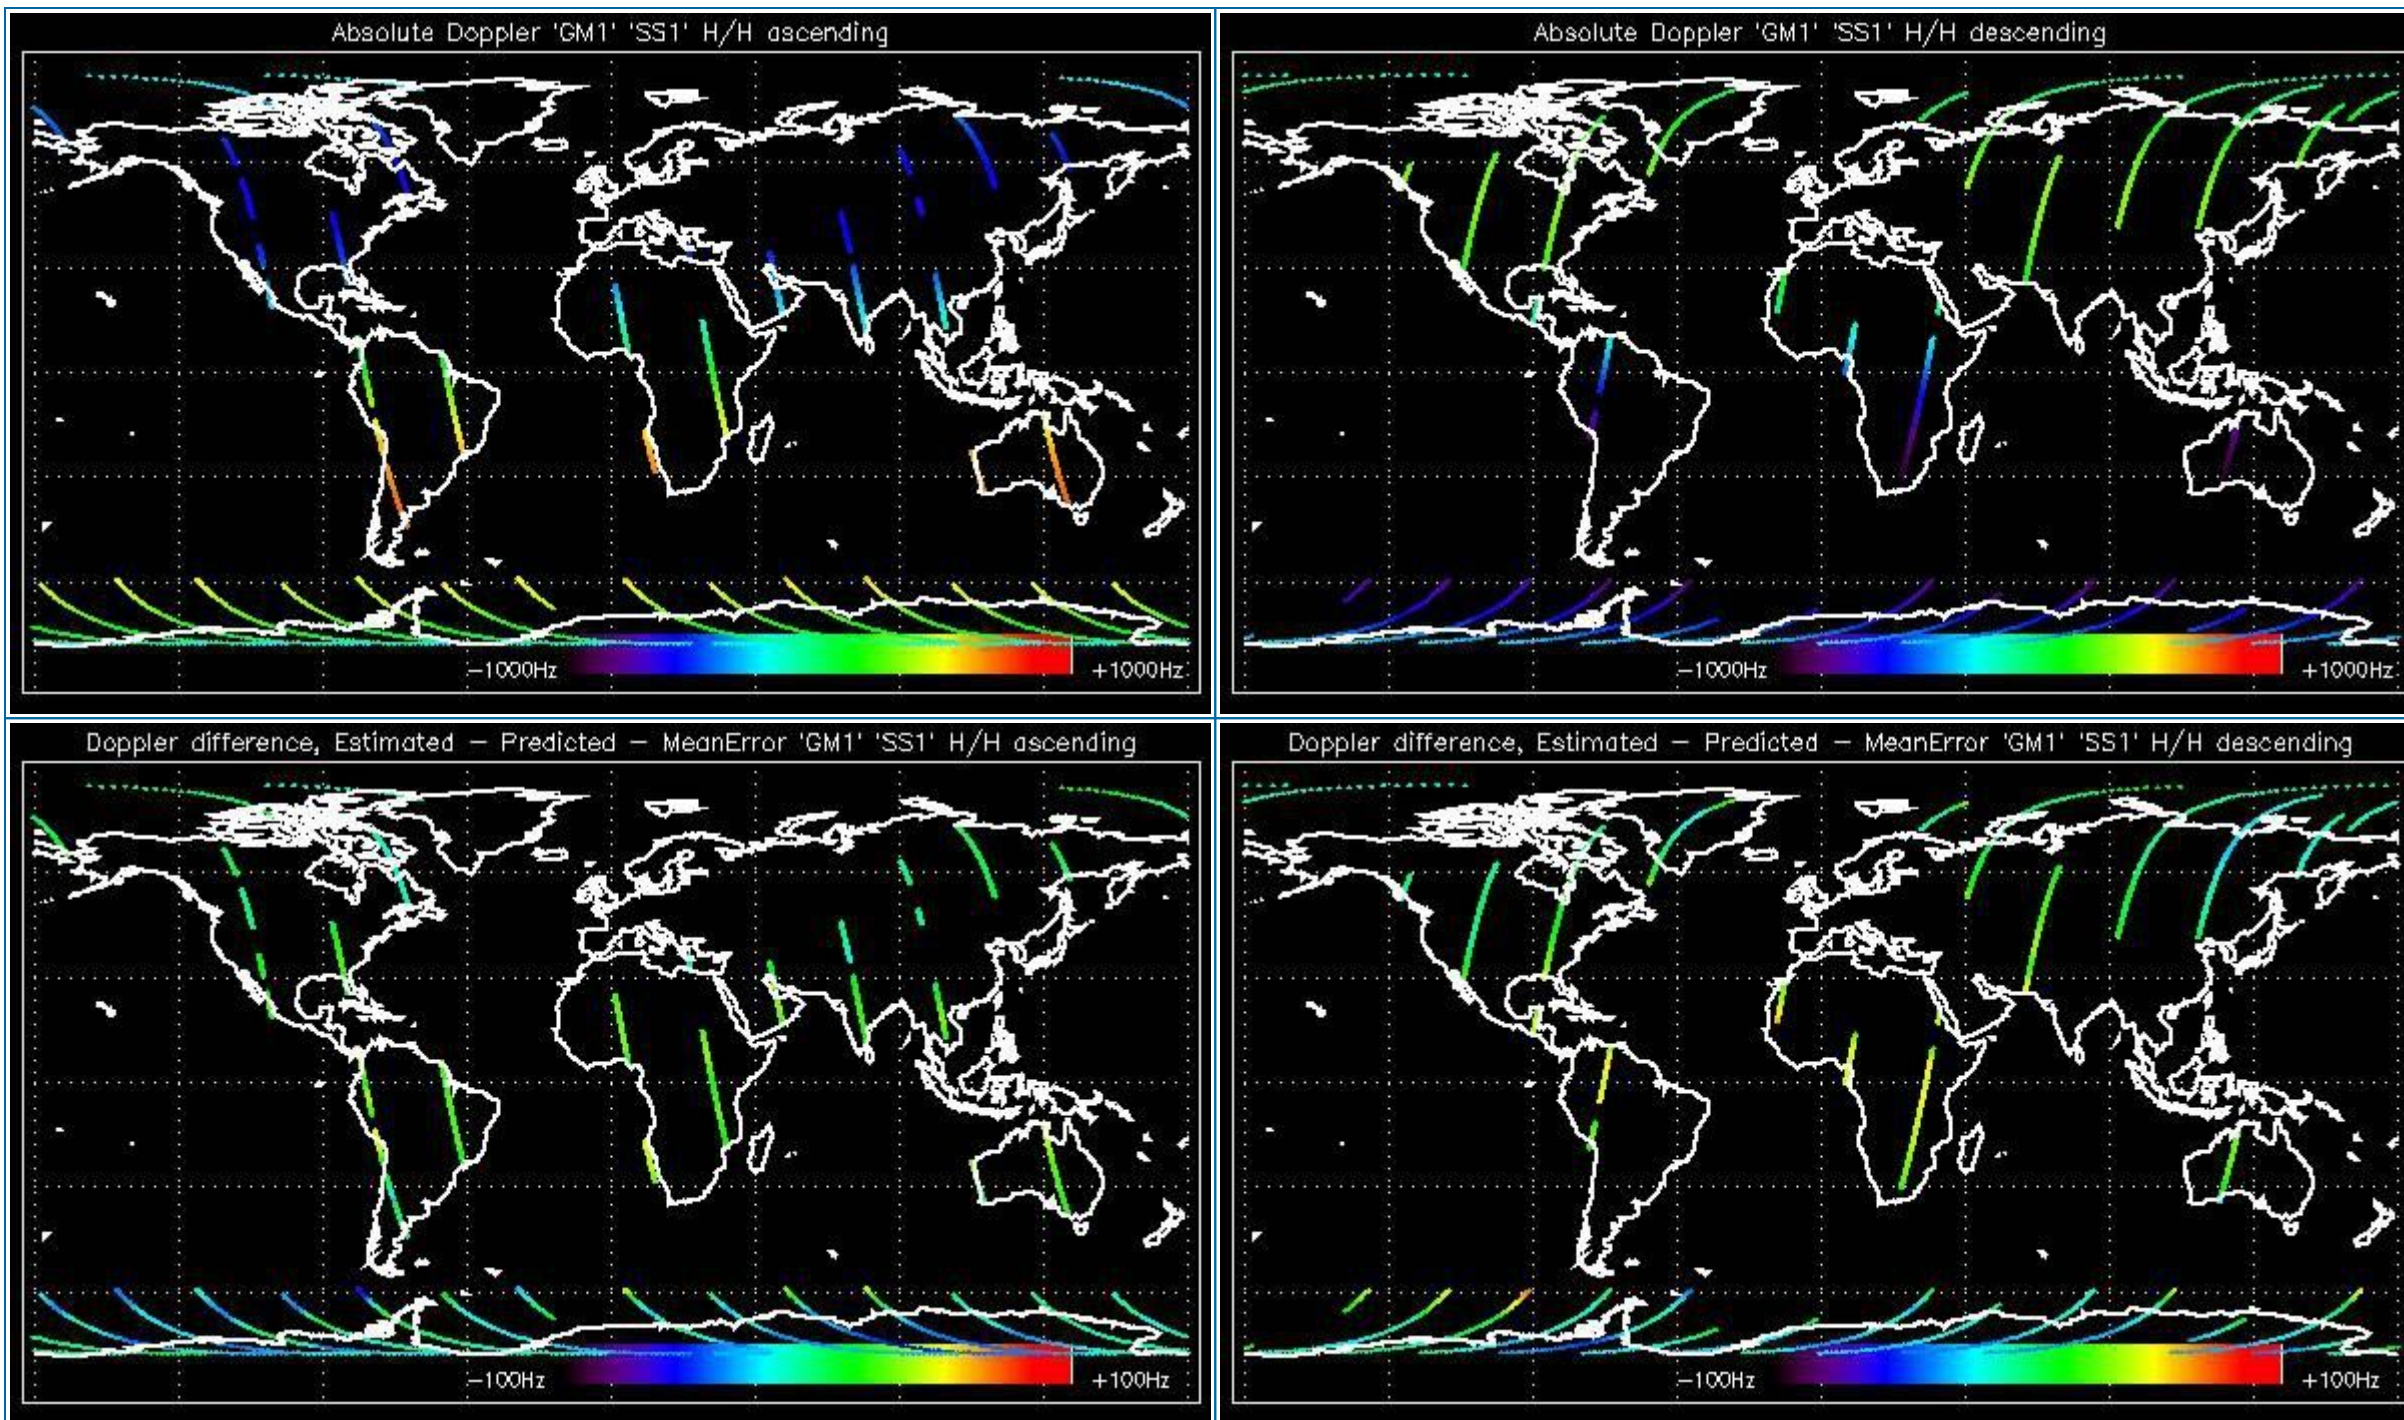 Absolute Doppler 'GM1' 'SS1' H/H ascending
-1000Hz
+1000Hz
Absolute Doppler 'GM1' 'SS1' H/H descending
-1000Hz
+1000Hz
Doppler difference, Estimated - Predicted - MeanError 'GM1' 'SS1' H/H ascending
-100Hz
+100Hz
Doppler difference, Estimated - Predicted - MeanError 'GM1' 'SS1' H/H descending
-100Hz
+100Hz